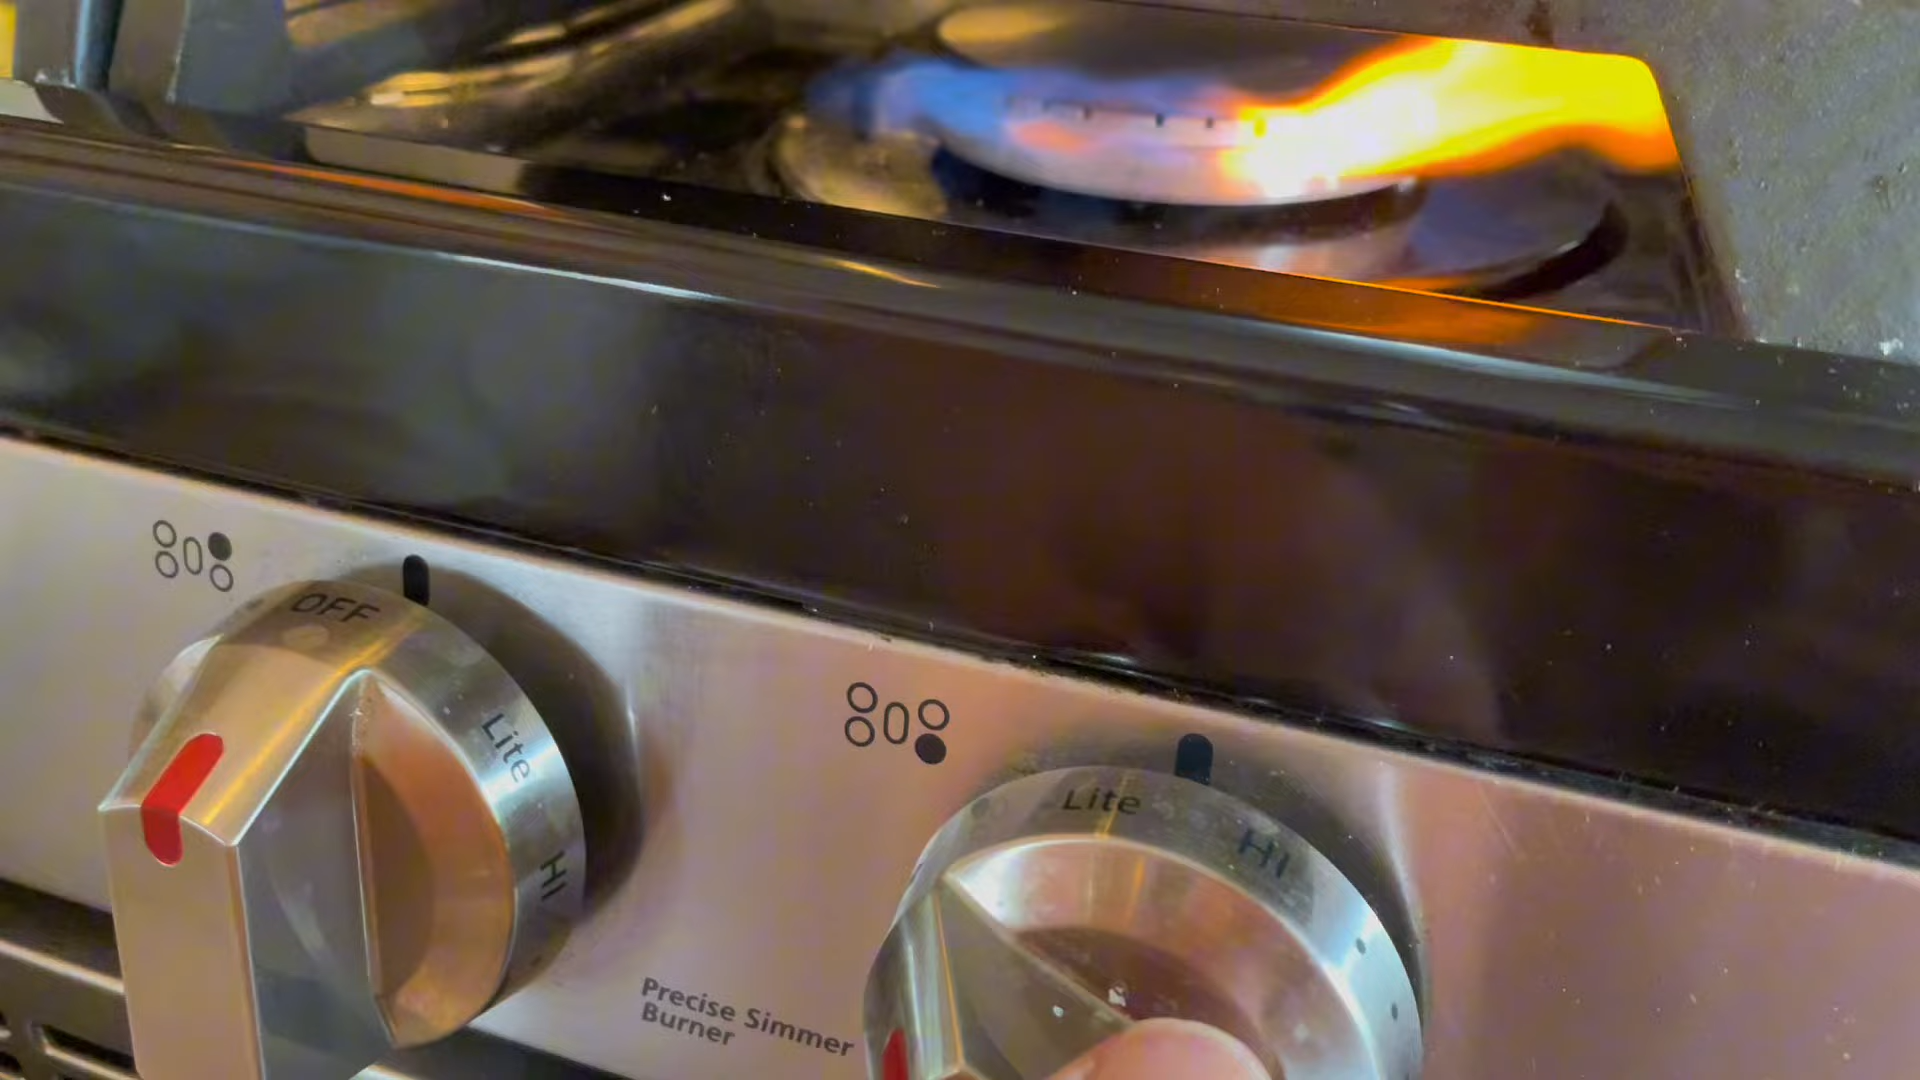 OFF
Lite
HI
Lite
HI
Precise Simmer
Burner